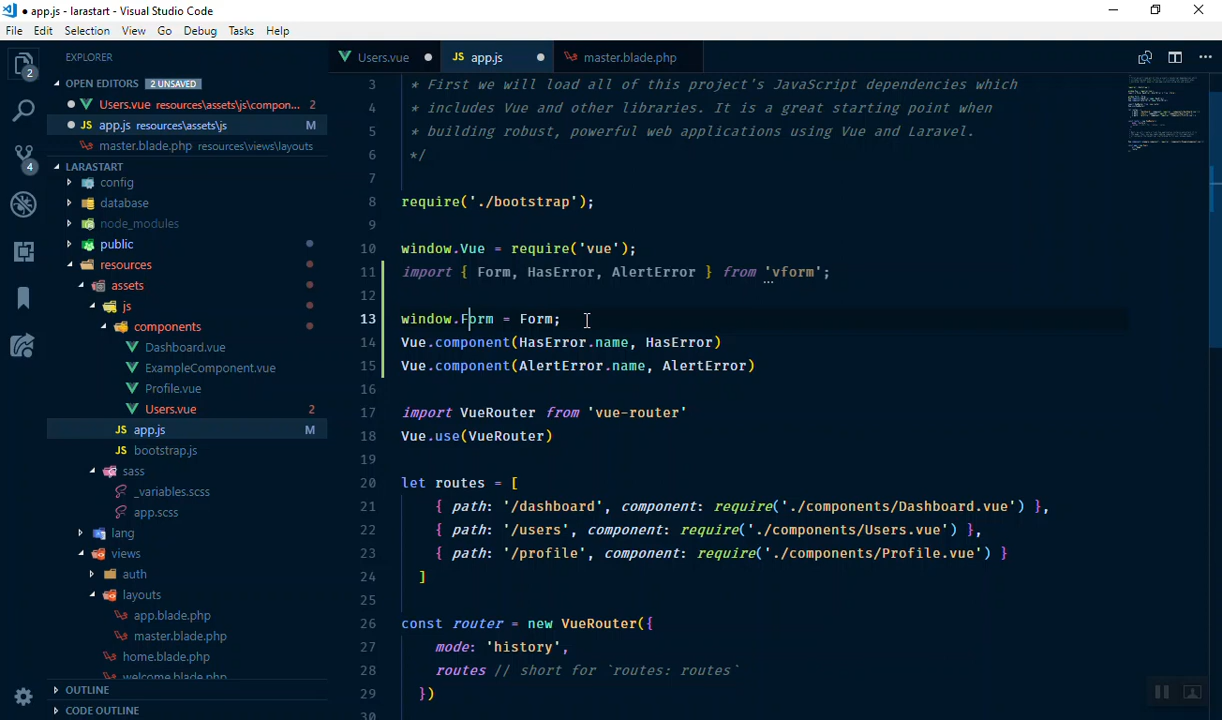 ● app.js - larastart - Visual Studio Code
File Edit Selection View Go Debug Tasks Help
EXPLORER
Users.vue ●
JS app.js ●
master.blade.php
OPEN EDITORS 2 UNSAVED
● Users.vue resources\assets\js\compon... 2
● JS app.js resources\assets\js M
master.blade.php resources\views\layouts
LARASTART
config
database
node_modules
public
resources
assets
js
components
Dashboard.vue
ExampleComponent.vue
Profile.vue
Users.vue 2
JS app.js M
JS bootstrap.js
sass
_variables.scss
app.scss
lang
views
auth
layouts
app.blade.php
master.blade.php
home.blade.php
welcome.blade.php
OUTLINE
CODE OUTLINE
2
4
3 * First we will load all of this project's JavaScript dependencies which
4 * includes Vue and other libraries. It is a great starting point when
5 * building robust, powerful web applications using Vue and Laravel.
6 */
7
8 require('./bootstrap');
9
10 window.Vue = require('vue');
11 import { Form, HasError, AlertError } from 'vform';
12
13 window.Form = Form;
14 Vue.component(HasError.name, HasError)
15 Vue.component(AlertError.name, AlertError)
16
17 import VueRouter from 'vue-router'
18 Vue.use(VueRouter)
19
20 let routes = [
21 { path: '/dashboard', component: require('./components/Dashboard.vue') },
22 { path: '/users', component: require('./components/Users.vue') },
23 { path: '/profile', component: require('./components/Profile.vue') }
24 ]
25
26 const router = new VueRouter({
27 mode: 'history',
28 routes // short for `routes: routes`
29 })
30